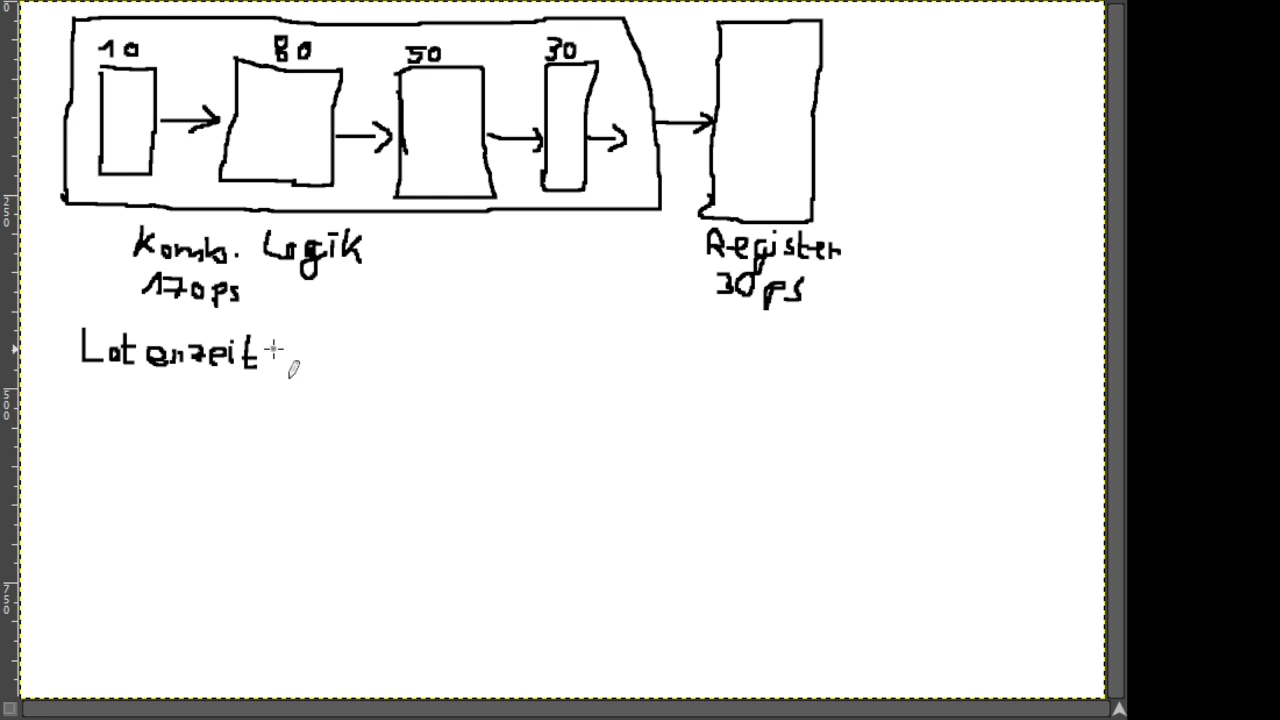 10 80 50 30
Komb. Logik
170ps
Register
30ps
Latenzeit